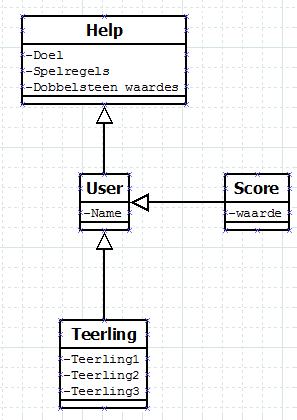 Help
-Doel
-Spelregels
-Dobbelsteen waardes
User
-Name
Score
-waarde
Teerling
-Teerling1
-Teerling2
-Teerling3